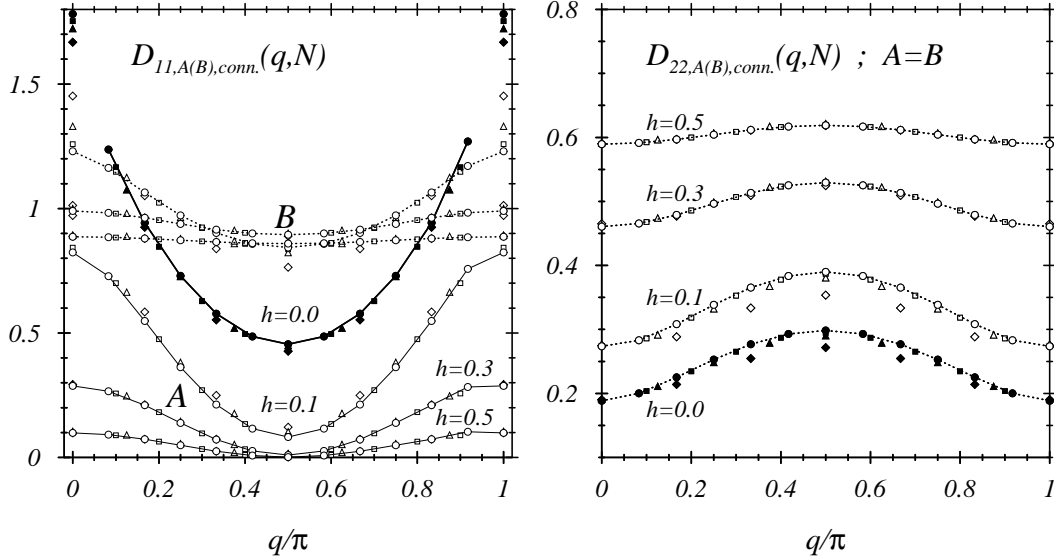 D11,A(B),conn.(q,N)
1.5
1
0.5
0
B
A
h=0.0
h=0.1
h=0.3
h=0.5
0 0.2 0.4 0.6 0.8 1
q/π
0.8
D22,A(B),conn.(q,N) ; A=B
0.6
0.4
0.2
h=0.5
h=0.3
h=0.1
h=0.0
0 0.2 0.4 0.6 0.8 1
q/π